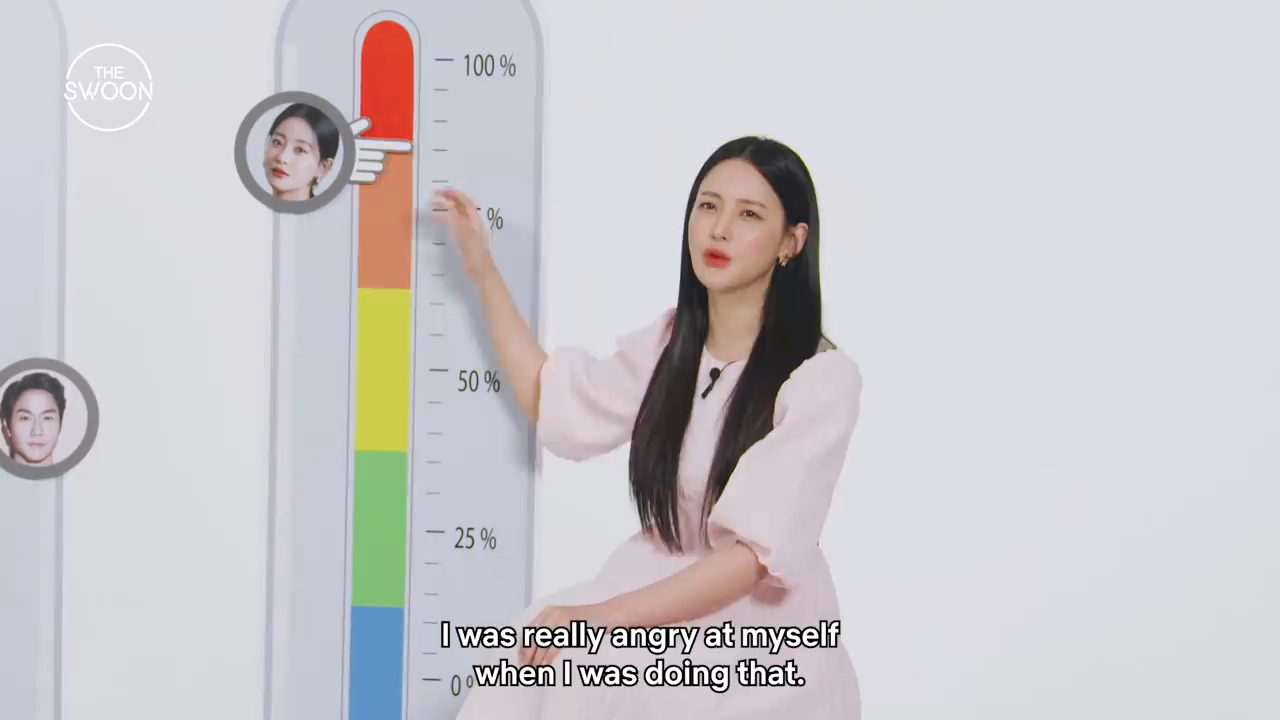 THE
SWOON
100 %
%
50 %
25 %
0
I was really angry at myself
when I was doing that.